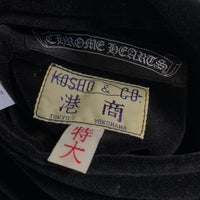 CHROME HEARTS
KOSHO & CO.
港商
TOKYO YOKOHAMA
特大